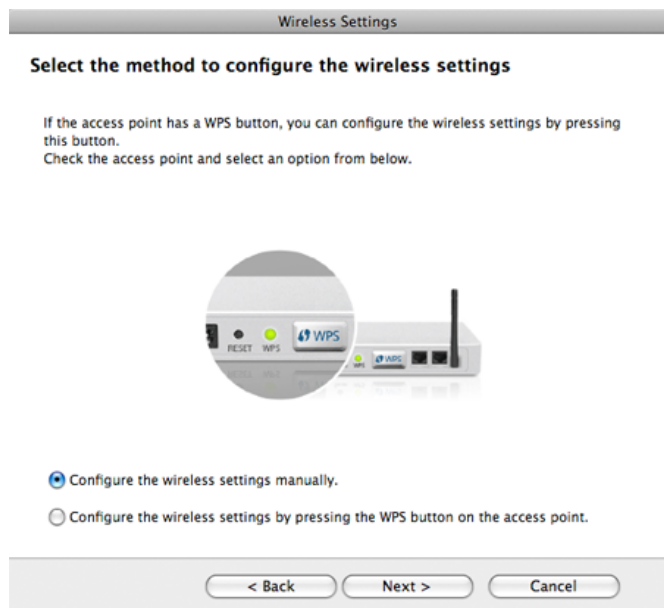 Wireless Settings
Select the method to configure the wireless settings
If the access point has a WPS button, you can configure the wireless settings by pressing
this button.
Check the access point and select an option from below.
RESET WPS WPS
WPS WPS
Configure the wireless settings manually.
Configure the wireless settings by pressing the WPS button on the access point.
< Back Next > Cancel